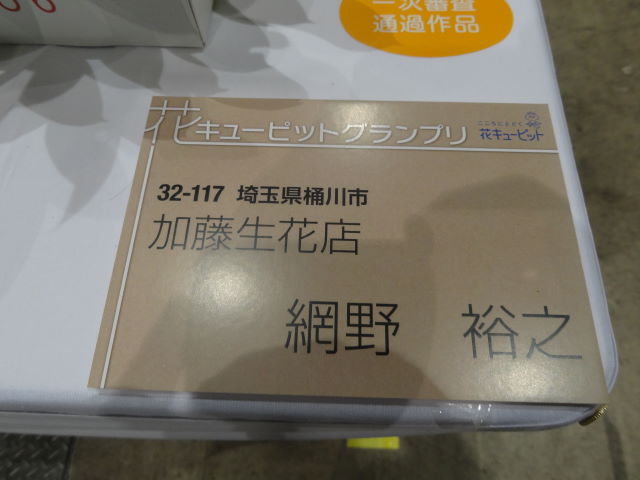 一次審査
通過作品
花キューピットグランプリ
こころにとどく
花キューピット
32-117 埼玉県桶川市
加藤生花店
網野 裕之